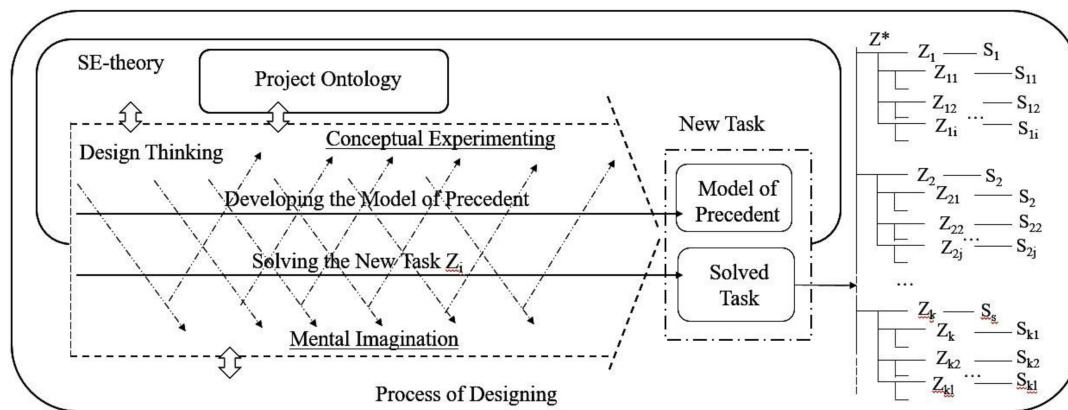 SE-theory
Project Ontology
Design Thinking
Conceptual Experimenting
Developing the Model of Precedent
Solving the New Task Zi
Mental Imagination
Process of Designing
New Task
Model of
Precedent
Solved
Task
Z*
Z1 S1
Z11 S11
Z12 ... S12
Z1i S1i
Z2 S2
Z21 S2
Z22 S22
Z2j ... S2j
...
Zk Ss
Zk Sk1
Zk2 Sk2
Zkl ... Skl